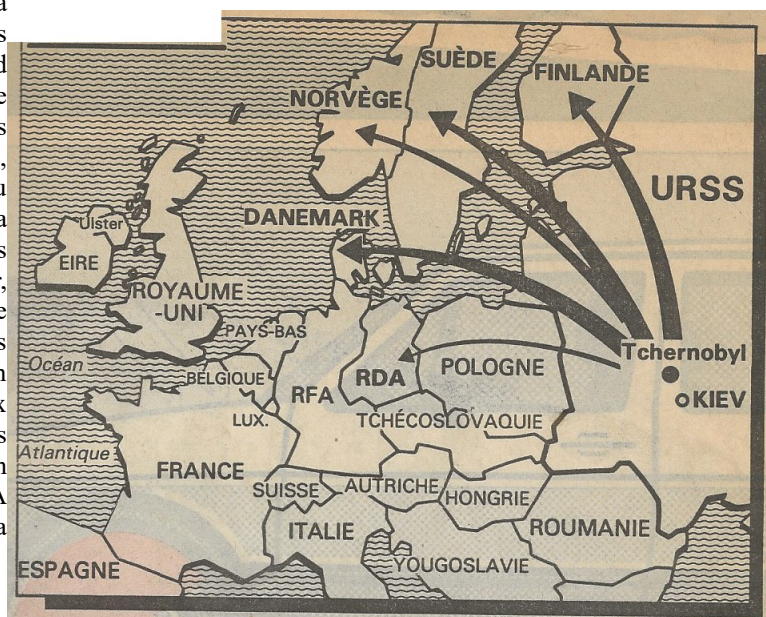 SUÈDE
FINLANDE
NORVÈGE
URSS
DANEMARK
Ulster
EIRE
ROYAUME
-UNI
PAYS-BAS
Tchernobyl
Océan
BELGIQUE
RFA
RDA
POLOGNE
KIEV
LUX.
TCHÉCOSLOVAQUIE
Atlantique
FRANCE
SUISSE
AUTRICHE
HONGRIE
ITALIE
ROUMANIE
ESPAGNE
YOUGOSLAVIE